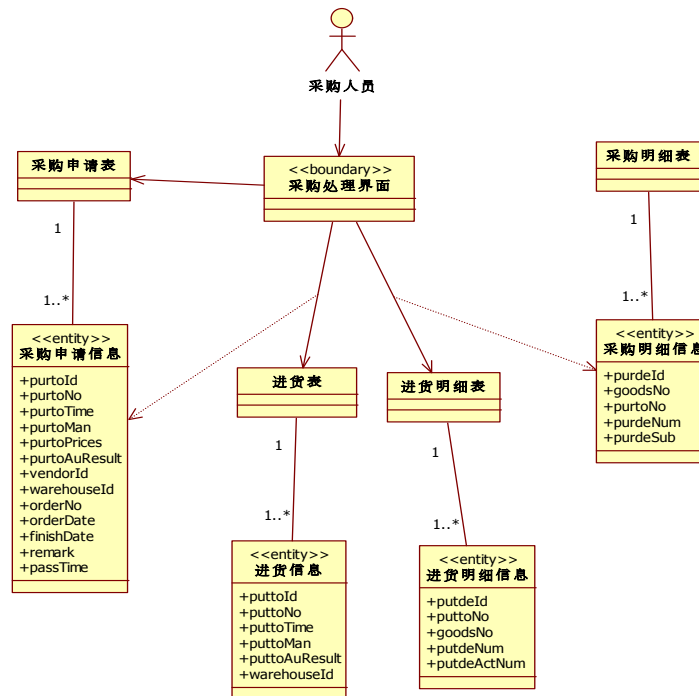 采购人员
采购申请表
<<boundary>>
采购处理界面
采购明细表
1
1..*
1
1..*
<<entity>>
采购申请信息
+purtoId
+purtoNo
+purtoTime
+purtoMan
+purtoPrices
+purtoAuResult
+vendorId
+warehouseId
+orderNo
+orderDate
+finishDate
+remark
+passTime
<<entity>>
采购明细信息
+purdeId
+goodsNo
+purtoNo
+purdeNum
+purdeSub
进货表
进货明细表
1
1..*
1
1..*
<<entity>>
进货信息
+puttoId
+puttoNo
+puttoTime
+puttoMan
+puttoAuResult
+warehouseId
<<entity>>
进货明细信息
+putdeId
+puttoNo
+goodsNo
+putdeNum
+putdeActNum